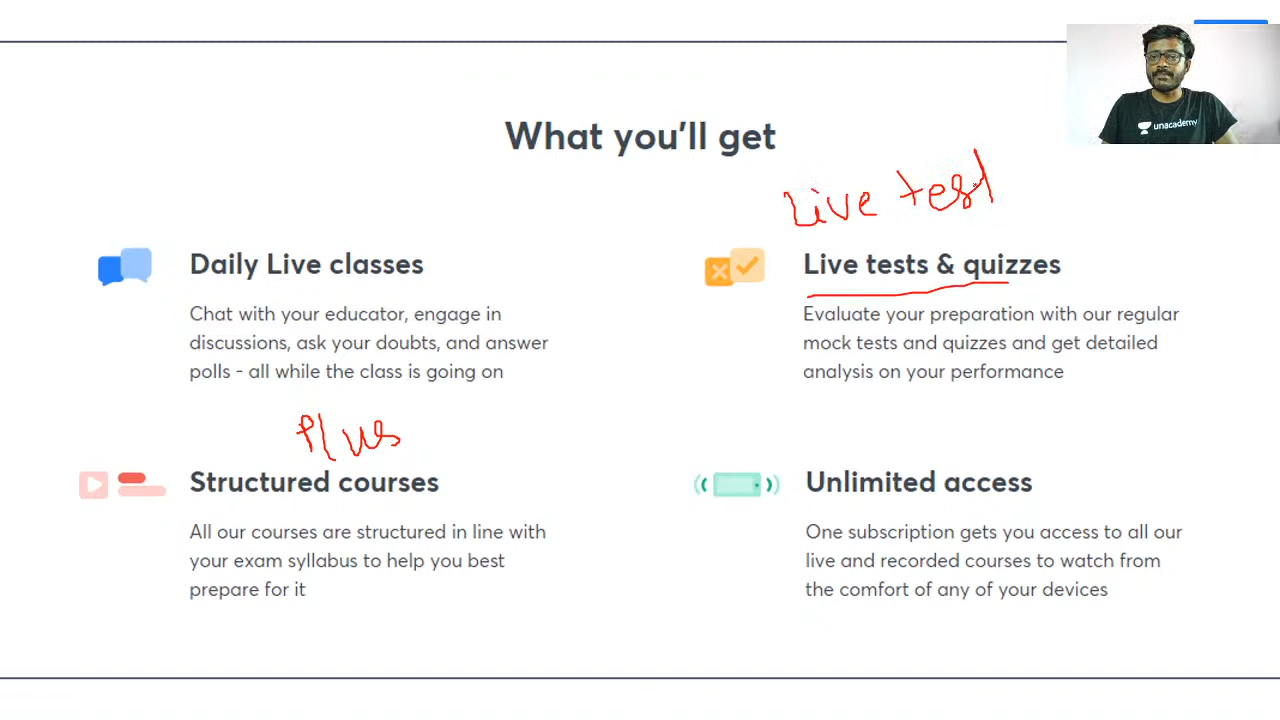 unacademy
What you'll get
Live test
Daily Live classes
Chat with your educator, engage in
discussions, ask your doubts, and answer
polls - all while the class is going on
Live tests & quizzes
Evaluate your preparation with our regular
mock tests and quizzes and get detailed
analysis on your performance
Plus
Structured courses
All our courses are structured in line with
your exam syllabus to help you best
prepare for it
Unlimited access
One subscription gets you access to all our
live and recorded courses to watch from
the comfort of any of your devices